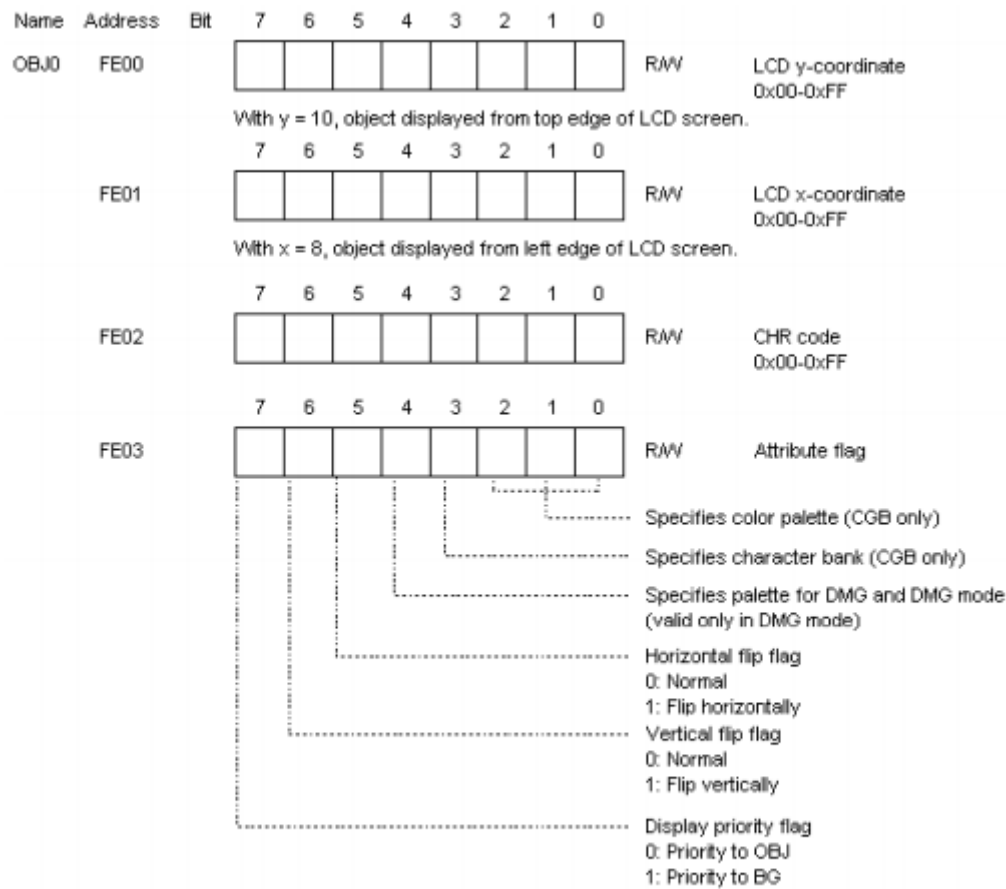 Name Address Bit 7 6 5 4 3 2 1 0
OBJ0 FE00 R/W LCD y-coordinate
0x00-0xFF
With y = 10, object displayed from top edge of LCD screen.
7 6 5 4 3 2 1 0
FE01 R/W LCD x-coordinate
0x00-0xFF
With x = 8, object displayed from left edge of LCD screen.
7 6 5 4 3 2 1 0
FE02 R/W CHR code
0x00-0xFF
7 6 5 4 3 2 1 0
FE03 R/W Attribute flag
Specifies color palette (CGB only)
Specifies character bank (CGB only)
Specifies palette for DMG and DMG mode
(valid only in DMG mode)
Horizontal flip flag
0: Normal
1: Flip horizontally
Vertical flip flag
0: Normal
1: Flip vertically
Display priority flag
0: Priority to OBJ
1: Priority to BG